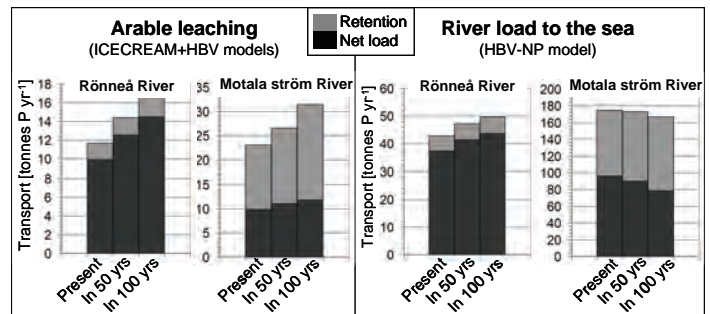 Arable leaching
(ICECREAM+HBV models)
Retention
Net load
River load to the sea
(HBV-NP model)
Transport [tonnes P yr-1]
Rönneå River
18
16
14
12
10
8
6
4
2
0
Present
In 50 yrs
In 100 yrs
Motala ström River
35
30
25
20
15
10
5
0
Present
In 50 yrs
In 100 yrs
Transport [tonnes P yr-1]
Rönneå River
60
50
40
30
20
10
0
Present
In 50 yrs
In 100 yrs
Motala ström River
200
180
160
140
120
100
80
60
40
20
0
Present
In 50 yrs
In 100 yrs